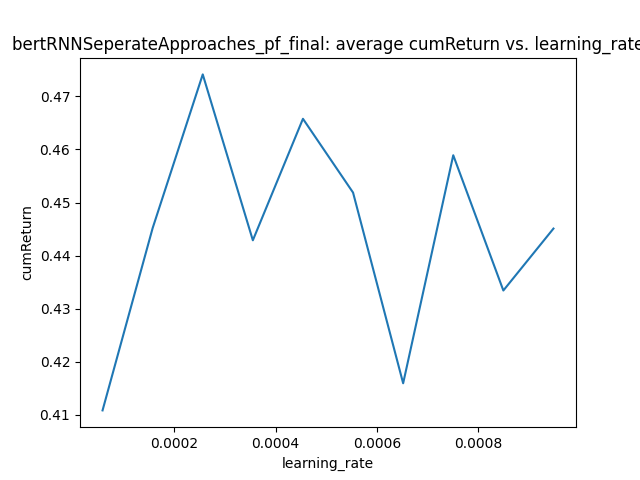 bertRNNSeperateApproaches_pf_final: average cumReturn vs. learning_rate
0.47
0.46
0.45
0.44
0.43
0.42
0.41
cumReturn
0.0002 0.0004 0.0006 0.0008
learning_rate